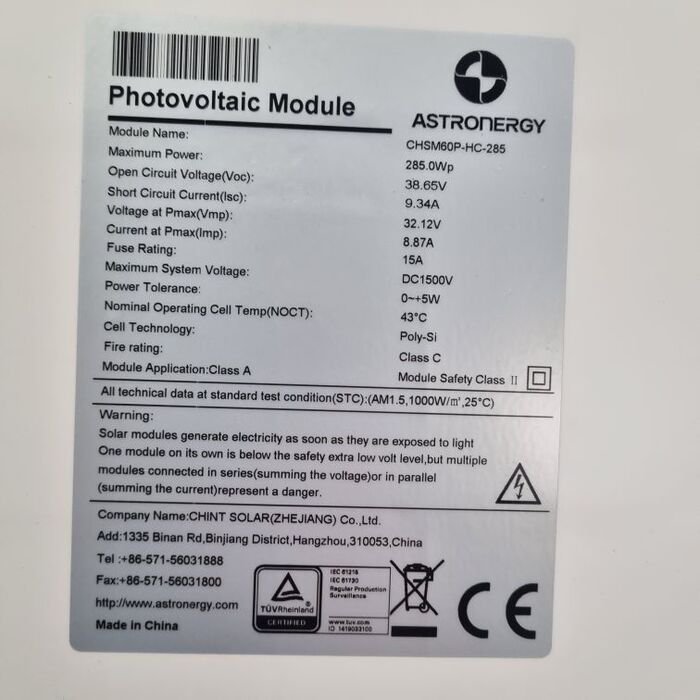 Photovoltaic Module
ASTRONERGY
Module Name: CHSM60P-HC-285
Maximum Power: 285.0Wp
Open Circuit Voltage(Voc): 38.65V
Short Circuit Current(Isc): 9.34A
Voltage at Pmax(Vmp): 32.12V
Current at Pmax(Imp): 8.87A
Fuse Rating: 15A
Maximum System Voltage: DC1500V
Power Tolerance: 0~+5W
Nominal Operating Cell Temp(NOCT): 43°C
Cell Technology: Poly-Si
Fire rating: Class C
Module Application:Class A Module Safety Class II
All technical data at standard test condition(STC):(AM1.5,1000W/㎡,25°C)
Warning:
Solar modules generate electricity as soon as they are exposed to light
One module on its own is below the safety extra low volt level,but multiple
modules connected in series(summing the voltage)or in parallel
(summing the current)represent a danger.
Company Name:CHINT SOLAR(ZHEJIANG) Co.,Ltd.
Add:1335 Binan Rd,Binjiang District,Hangzhou,310053,China
Tel :+86-571-56031888
Fax:+86-571-56031800
http://www.astronergy.com
Made in China
TÜVRheinland
CERTIFIED
IEC 61215
IEC 61730
Regular Production
Surveillance
www.tuv.com
ID 1419033100
CE